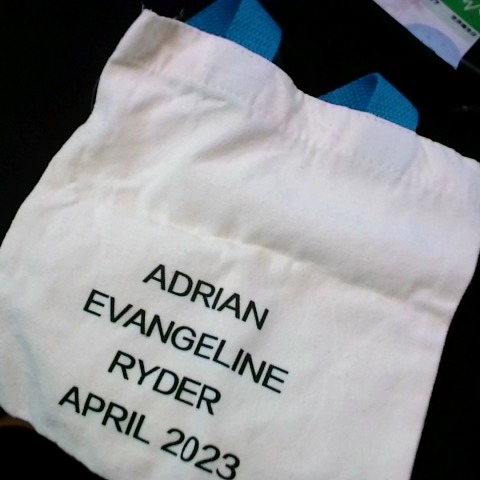 ADRIAN
EVANGELINE
RYDER
APRIL 2023